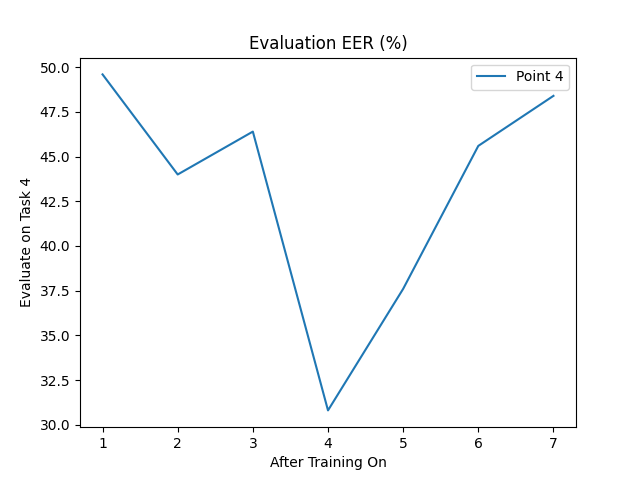 Evaluation EER (%)
Point 4
50.0
47.5
45.0
42.5
40.0
37.5
35.0
32.5
30.0
Evaluate on Task 4
1 2 3 4 5 6 7
After Training On